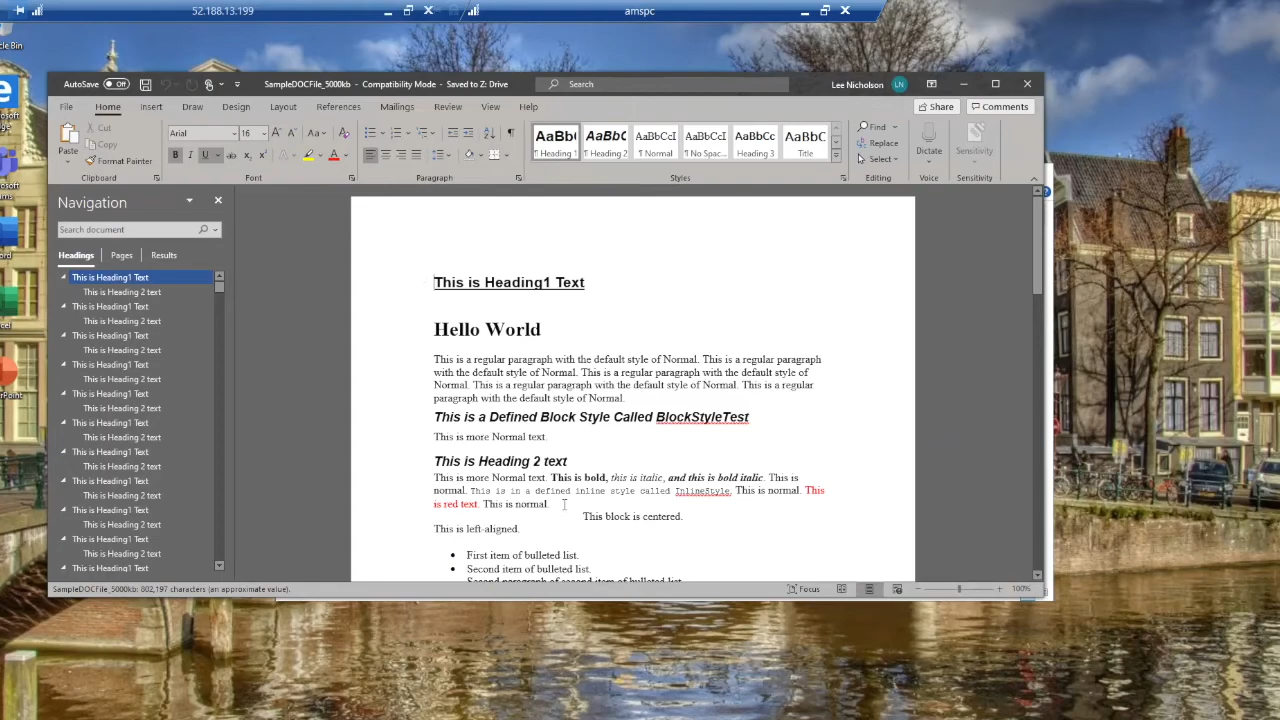 52.188.13.199
amspc
cle Bin
AutoSave Off SampleDOCFile_5000kb - Compatibility Mode - Saved to Z: Drive Search Lee Nicholson LN
File Home Insert Draw Design Layout References Mailings Review View Help Share Comments
Paste Cut
Copy
Format Painter
Clipboard
Arial 16
Font
Paragraph
AaBbC AaBbC AaBbCcI AaBbCcI AaBbCc AaBbC
¶ Heading 1 ¶ Heading 2 ¶ Normal ¶ No Spac... Heading 3 Title
Styles
Find
Replace
Select
Editing
Dictate
Voice
Sensitivity
Sensitivity
Navigation
Search document
Headings Pages Results
This is Heading1 Text
This is Heading 2 text
This is Heading1 Text
This is Heading 2 text
This is Heading1 Text
This is Heading 2 text
This is Heading1 Text
This is Heading 2 text
This is Heading1 Text
This is Heading 2 text
This is Heading1 Text
This is Heading 2 text
This is Heading1 Text
This is Heading 2 text
This is Heading1 Text
This is Heading 2 text
This is Heading1 Text
This is Heading 2 text
This is Heading1 Text
This is Heading 2 text
This is Heading1 Text
This is Heading1 Text
Hello World
This is a regular paragraph with the default style of Normal. This is a regular paragraph
with the default style of Normal. This is a regular paragraph with the default style of
Normal. This is a regular paragraph with the default style of Normal. This is a regular
paragraph with the default style of Normal.
This is a Defined Block Style Called BlockStyleTest
This is more Normal text.
This is Heading 2 text
This is more Normal text. This is bold, this is italic, and this is bold italic. This is
normal. This is in a defined inline style called InlineStyle. This is normal. This
is red text. This is normal.
This block is centered.
This is left-aligned.
• First item of bulleted list.
• Second item of bulleted list.
Second paragraph of second item of bulleted list.
SampleDOCFile_5000kb: 802,197 characters (an approximate value). Focus 100%